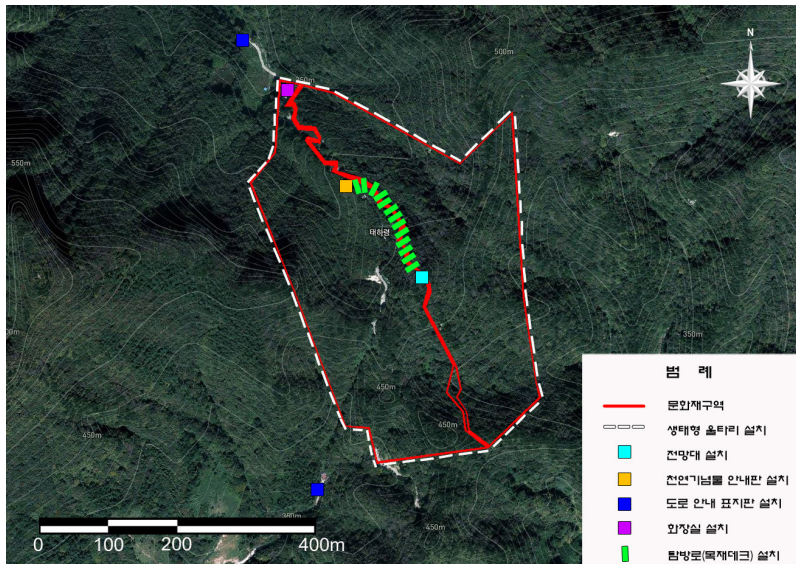 N
500m
350m
550m
태하령
350m
450m
450m
450m
450m
350m
0 100 200 400m
범 례
문화재구역
생태형 울타리 설치
전망대 설치
천연기념물 안내판 설치
도로 안내 표지판 설치
화장실 설치
탐방로(목재데크) 설치